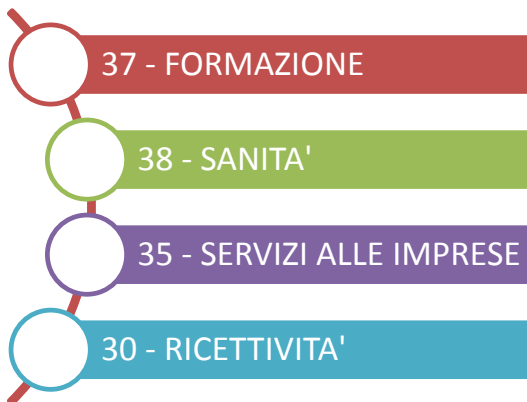 37 - FORMAZIONE
38 - SANITA'
35 - SERVIZI ALLE IMPRESE
30 - RICETTIVITA'